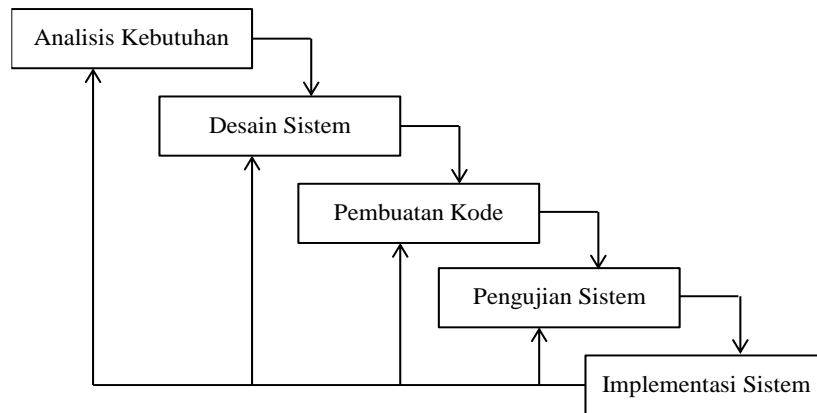 Analisis Kebutuhan
Desain Sistem
Pembuatan Kode
Pengujian Sistem
Implementasi Sistem